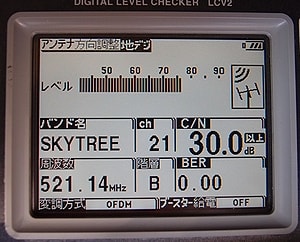 DIGITAL LEVEL CHECKER LCV2
アンテナ方向調整 地デジ
50 60 70 80 . 90 .
レベル
バンド名 ch C/N
SKYTREE 21 30.0 以上 dB
周波数 階層 BER
521.14MHz B 0.00
変調方式 OFDM ブースター給電 OFF